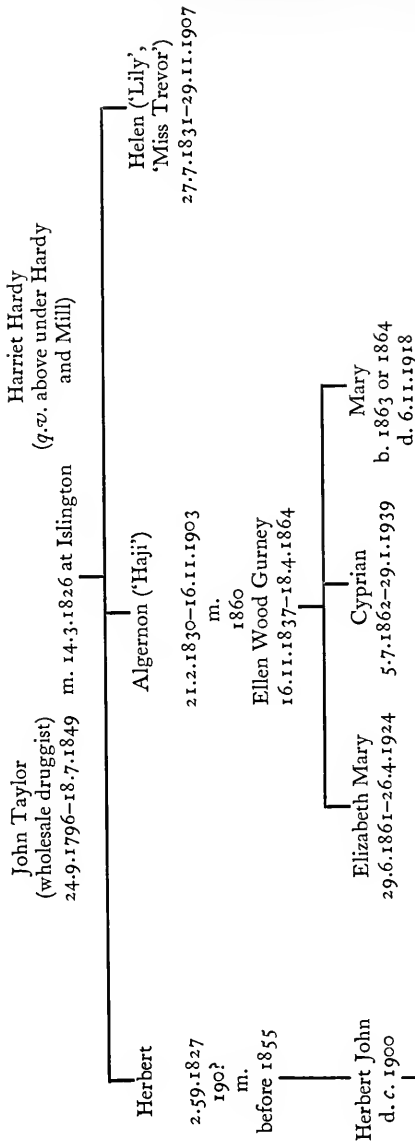 John Taylor
(wholesale druggist)
24.9.1796–18.7.1849
m. 14.3.1826 at Islington
Harriet Hardy
(q.v. above under Hardy
and Mill)
Herbert
2.59.1827
190?
m.
before 1855
Herbert John
d. c. 1900
Algernon (‘Haji’)
21.2.1830–16.11.1903
m.
1860
Ellen Wood Gurney
16.11.1837–18.4.1864
Elizabeth Mary
29.6.1861–26.4.1924
Cyprian
5.7.1862–29.1.1939
Mary
b. 1863 or 1864
d. 6.11.1918
Helen (‘Lily’,
‘Miss Trevor’)
27.7.1831–29.11.1907